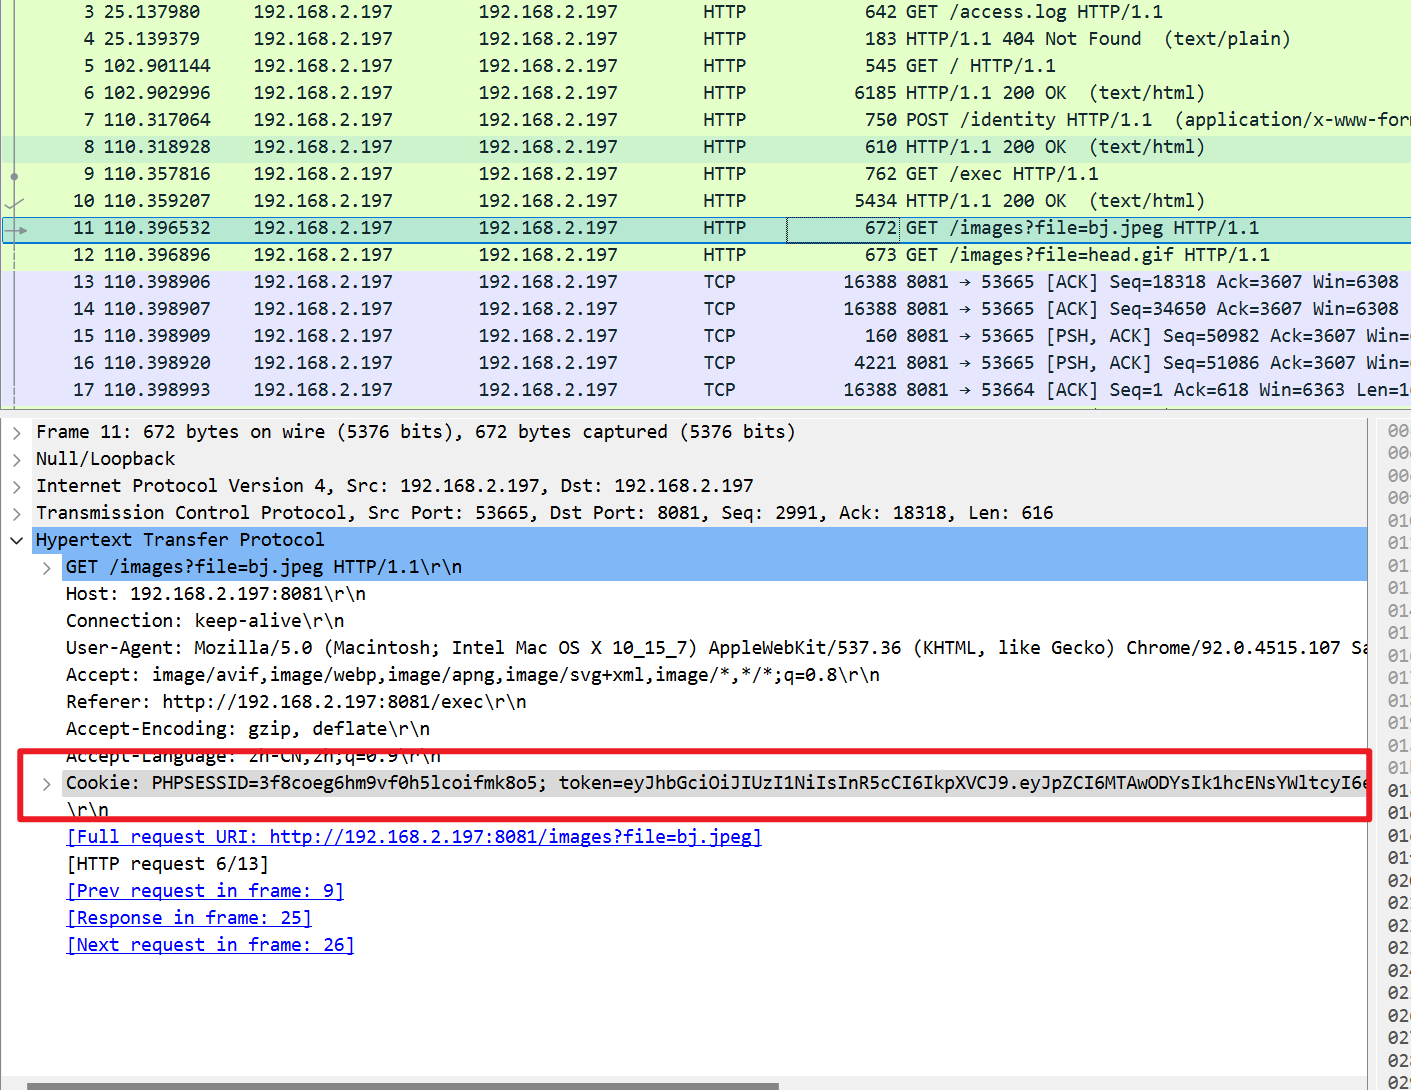 3 25.137980 192.168.2.197 192.168.2.197 HTTP 642 GET /access.log HTTP/1.1
4 25.139379 192.168.2.197 192.168.2.197 HTTP 183 HTTP/1.1 404 Not Found (text/plain)
5 102.901144 192.168.2.197 192.168.2.197 HTTP 545 GET / HTTP/1.1
6 102.902996 192.168.2.197 192.168.2.197 HTTP 6185 HTTP/1.1 200 OK (text/html)
7 110.317064 192.168.2.197 192.168.2.197 HTTP 750 POST /identity HTTP/1.1 (application/x-www-for
8 110.318928 192.168.2.197 192.168.2.197 HTTP 610 HTTP/1.1 200 OK (text/html)
9 110.357816 192.168.2.197 192.168.2.197 HTTP 762 GET /exec HTTP/1.1
10 110.359207 192.168.2.197 192.168.2.197 HTTP 5434 HTTP/1.1 200 OK (text/html)
11 110.396532 192.168.2.197 192.168.2.197 HTTP 672 GET /images?file=bj.jpeg HTTP/1.1
12 110.396896 192.168.2.197 192.168.2.197 HTTP 673 GET /images?file=head.gif HTTP/1.1
13 110.398906 192.168.2.197 192.168.2.197 TCP 16388 8081 → 53665 [ACK] Seq=18318 Ack=3607 Win=6308
14 110.398907 192.168.2.197 192.168.2.197 TCP 16388 8081 → 53665 [ACK] Seq=34650 Ack=3607 Win=6308
15 110.398909 192.168.2.197 192.168.2.197 TCP 160 8081 → 53665 [PSH, ACK] Seq=50982 Ack=3607 Win=
16 110.398920 192.168.2.197 192.168.2.197 TCP 4221 8081 → 53665 [PSH, ACK] Seq=51086 Ack=3607 Win=
17 110.398993 192.168.2.197 192.168.2.197 TCP 16388 8081 → 53664 [ACK] Seq=1 Ack=618 Win=6363 Len=1
Frame 11: 672 bytes on wire (5376 bits), 672 bytes captured (5376 bits)
Null/Loopback
Internet Protocol Version 4, Src: 192.168.2.197, Dst: 192.168.2.197
Transmission Control Protocol, Src Port: 53665, Dst Port: 8081, Seq: 2991, Ack: 18318, Len: 616
Hypertext Transfer Protocol
GET /images?file=bj.jpeg HTTP/1.1\r\n
Host: 192.168.2.197:8081\r\n
Connection: keep-alive\r\n
User-Agent: Mozilla/5.0 (Macintosh; Intel Mac OS X 10_15_7) AppleWebKit/537.36 (KHTML, like Gecko) Chrome/92.0.4515.107 Sa
Accept: image/avif,image/webp,image/apng,image/svg+xml,image/*,*/*;q=0.8\r\n
Referer: http://192.168.2.197:8081/exec\r\n
Accept-Encoding: gzip, deflate\r\n
Accept-Language: zh-CN,zh;q=0.9\r\n
Cookie: PHPSESSID=3f8coeg6hm9vf0h5lcoifmk8o5; token=eyJhbGciOiJIUzI1NiIsInR5cCI6IkpXVCJ9.eyJpZCI6MTAwODYsIk1hcENsYWltcyI6e
\r\n
[Full request URI: http://192.168.2.197:8081/images?file=bj.jpeg]
[HTTP request 6/13]
[Prev request in frame: 9]
[Response in frame: 25]
[Next request in frame: 26]